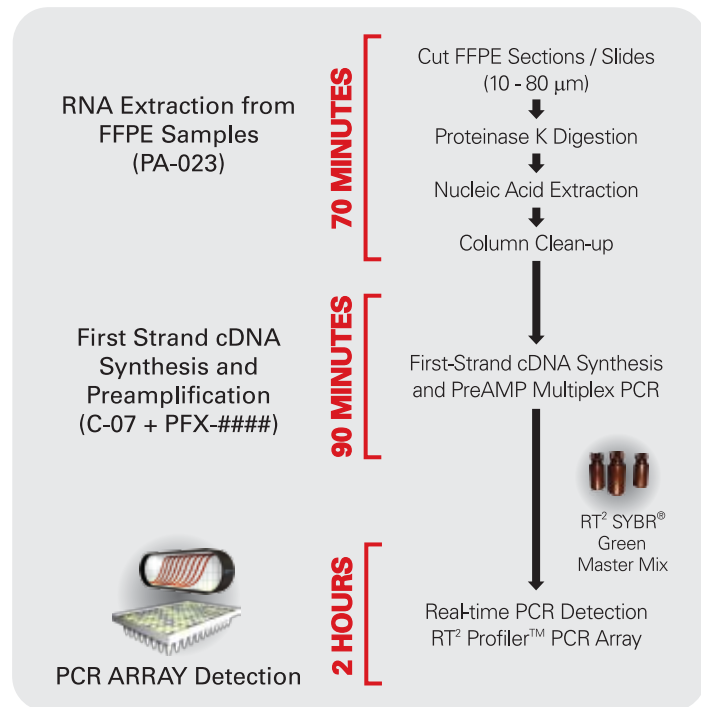 RNA Extraction from
FFPE Samples
(PA-023)
70 MINUTES
Cut FFPE Sections / Slides
(10 - 80 µm)
Proteinase K Digestion
Nucleic Acid Extraction
Column Clean-up
First Strand cDNA
Synthesis and
Preamplification
(C-07 + PFX-####)
90 MINUTES
First-Strand cDNA Synthesis
and PreAMP Multiplex PCR
RT² SYBR®
Green
Master Mix
PCR ARRAY Detection
2 HOURS
Real-time PCR Detection
RT² Profiler™ PCR Array